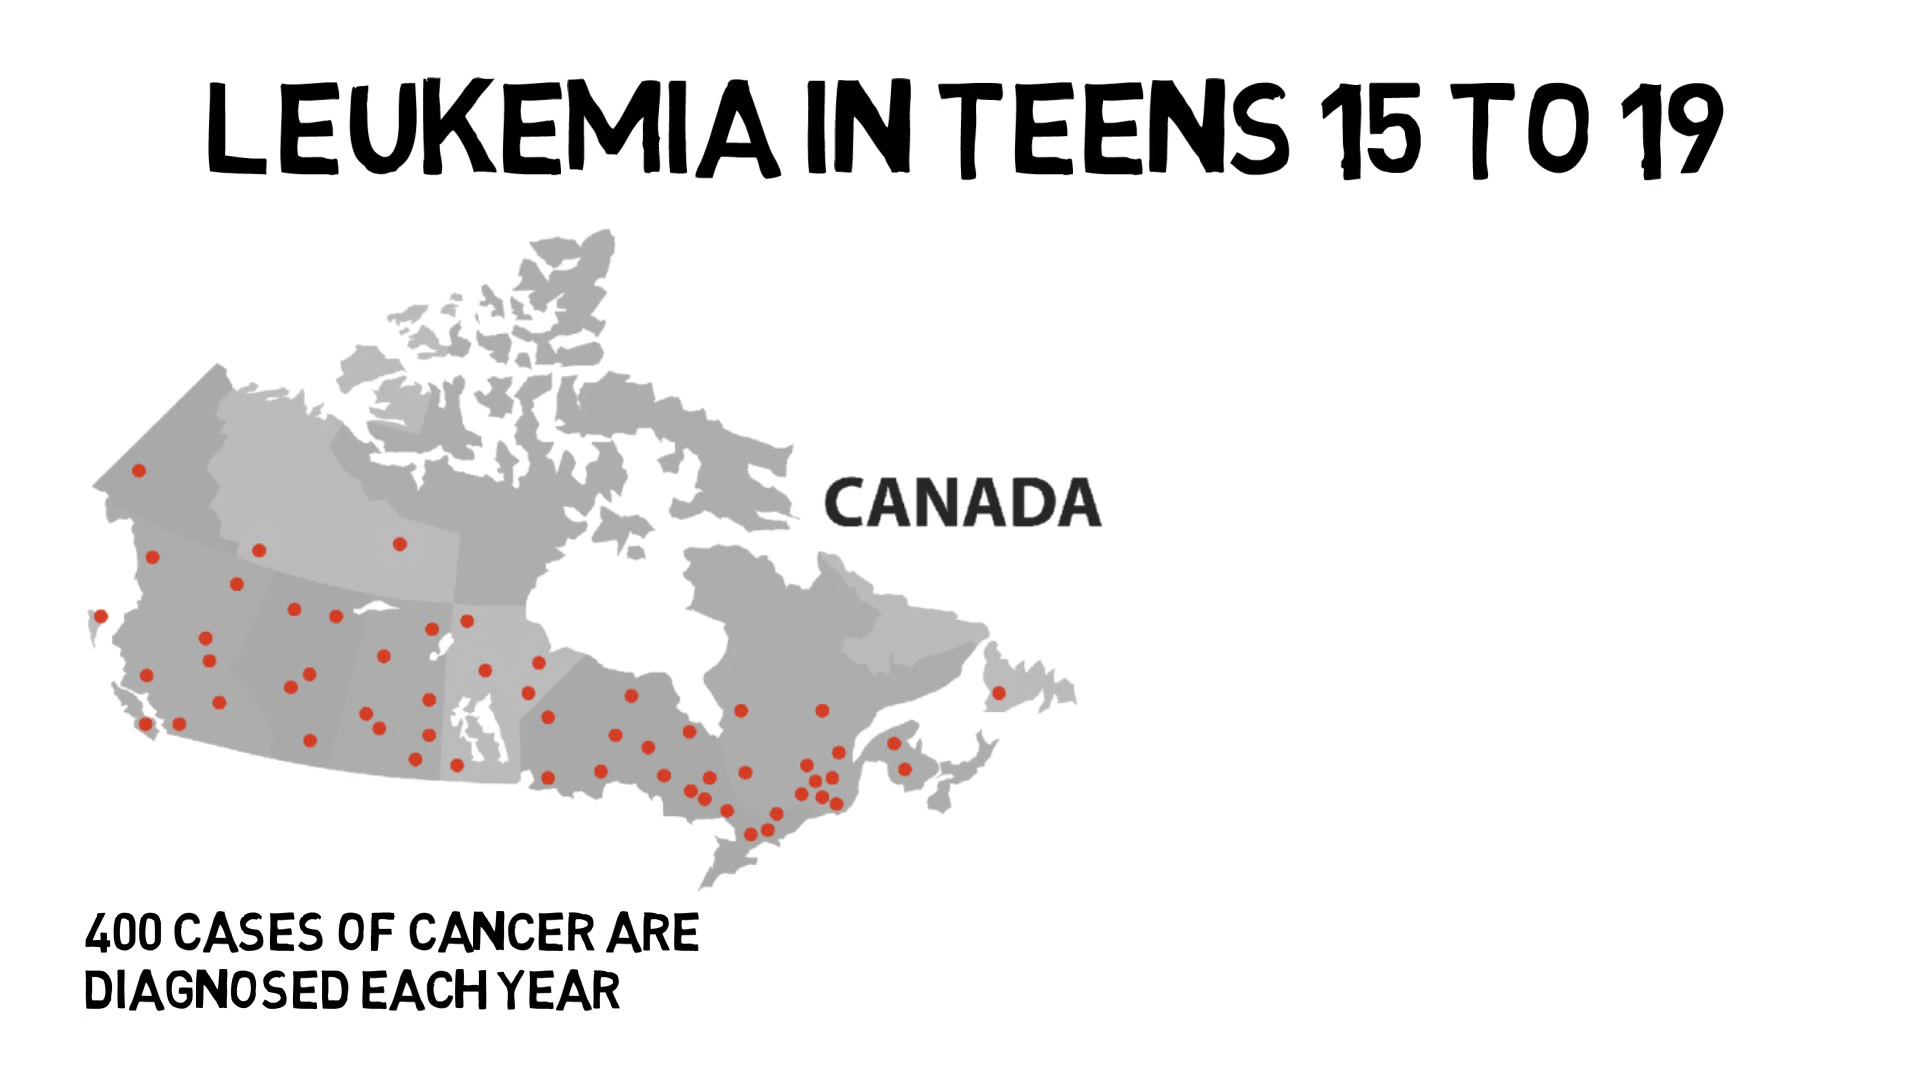 LEUKEMIA IN TEENS 15 TO 19
CANADA
400 CASES OF CANCER ARE
DIAGNOSED EACH YEAR